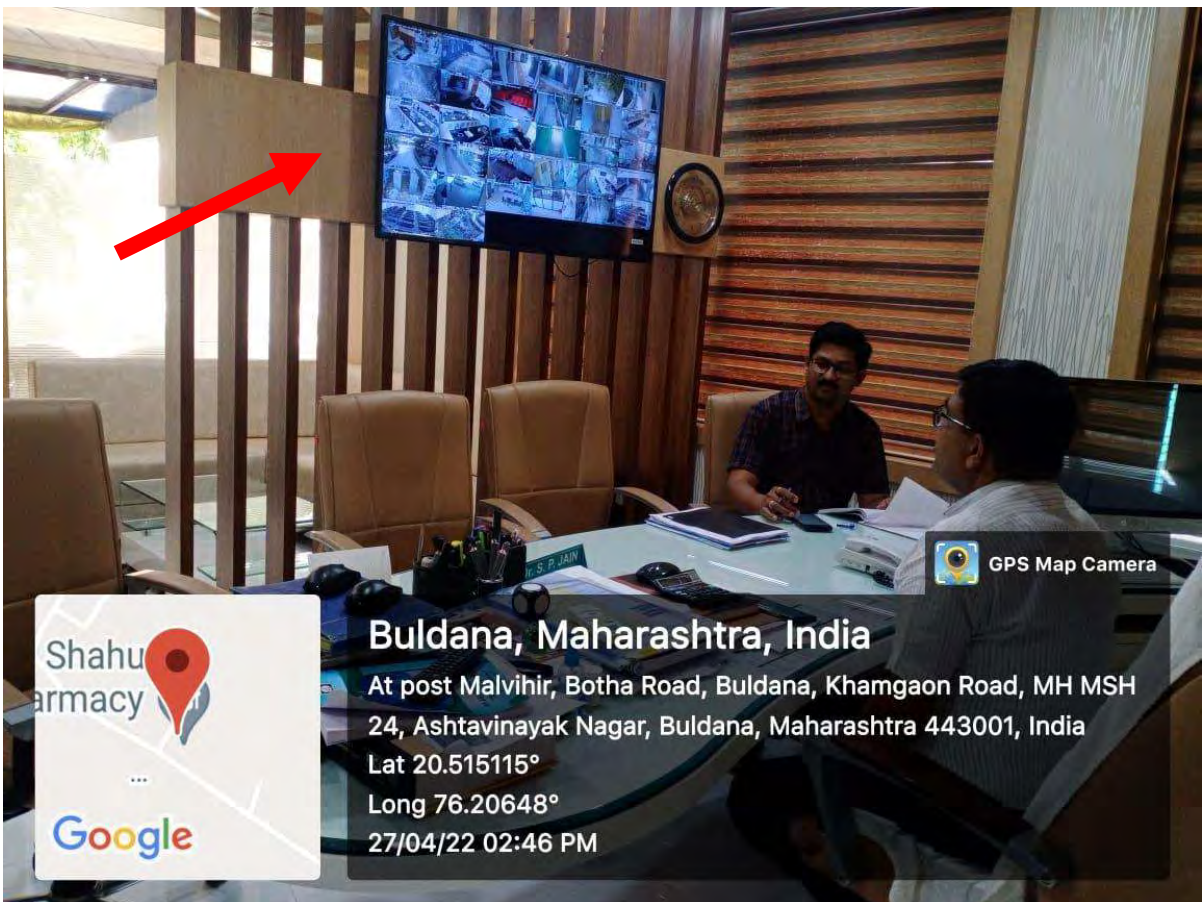 Dr. S. P. JAIN
GPS Map Camera
Shahu
armacy
...
Google
Buldana, Maharashtra, India
At post Malvihir, Botha Road, Buldana, Khamgaon Road, MH MSH
24, Ashtavinayak Nagar, Buldana, Maharashtra 443001, India
Lat 20.515115°
Long 76.20648°
27/04/22 02:46 PM